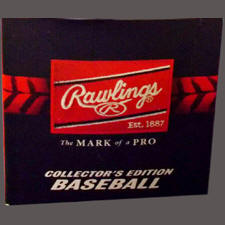 Rawlings®
R
Est. 1887
The MARK of a PRO
COLLECTOR'S EDITION
BASEBALL